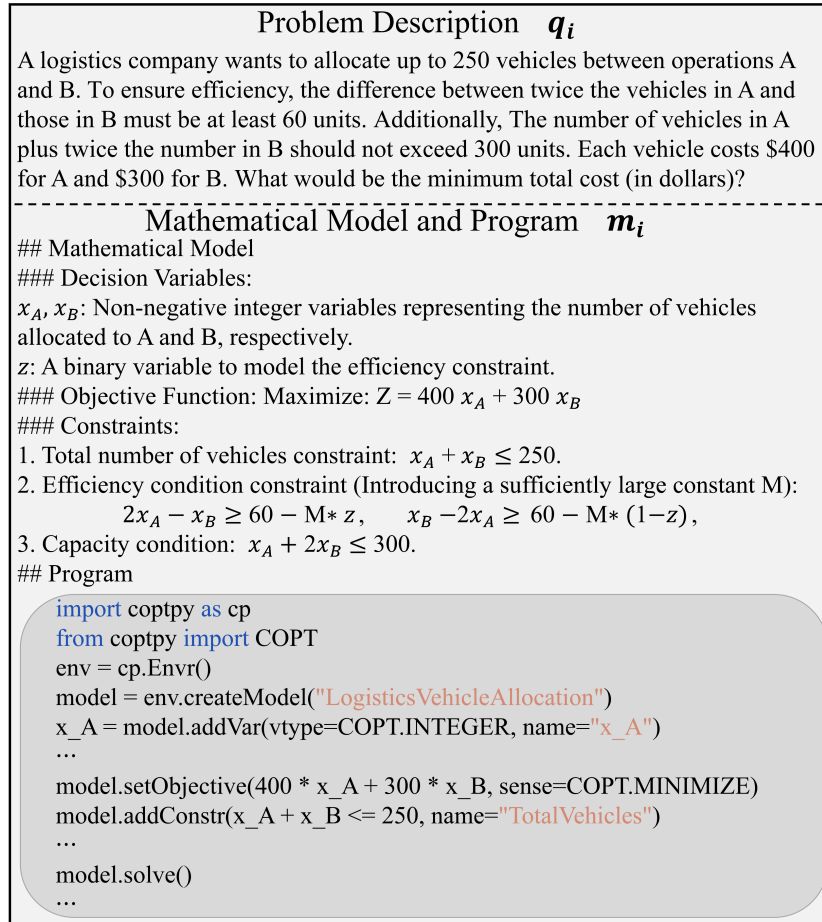 Problem Description q_i
A logistics company wants to allocate up to 250 vehicles between operations A
and B. To ensure efficiency, the difference between twice the vehicles in A and
those in B must be at least 60 units. Additionally, The number of vehicles in A
plus twice the number in B should not exceed 300 units. Each vehicle costs $400
for A and $300 for B. What would be the minimum total cost (in dollars)?
Mathematical Model and Program m_i
## Mathematical Model
### Decision Variables:
x_A, x_B: Non-negative integer variables representing the number of vehicles
allocated to A and B, respectively.
z: A binary variable to model the efficiency constraint.
### Objective Function: Maximize: Z = 400 x_A + 300 x_B
### Constraints:
1. Total number of vehicles constraint: x_A + x_B ≤ 250.
2. Efficiency condition constraint (Introducing a sufficiently large constant M):
2x_A − x_B ≥ 60 − M∗ z, x_B −2x_A ≥ 60 − M∗ (1−z),
3. Capacity condition: x_A + 2x_B ≤ 300.
## Program
import coptpy as cp
from coptpy import COPT
env = cp.Envr()
model = env.createModel("LogisticsVehicleAllocation")
x_A = model.addVar(vtype=COPT.INTEGER, name="x_A")
...
model.setObjective(400 * x_A + 300 * x_B, sense=COPT.MINIMIZE)
model.addConstr(x_A + x_B <= 250, name="TotalVehicles")
...
model.solve()
...